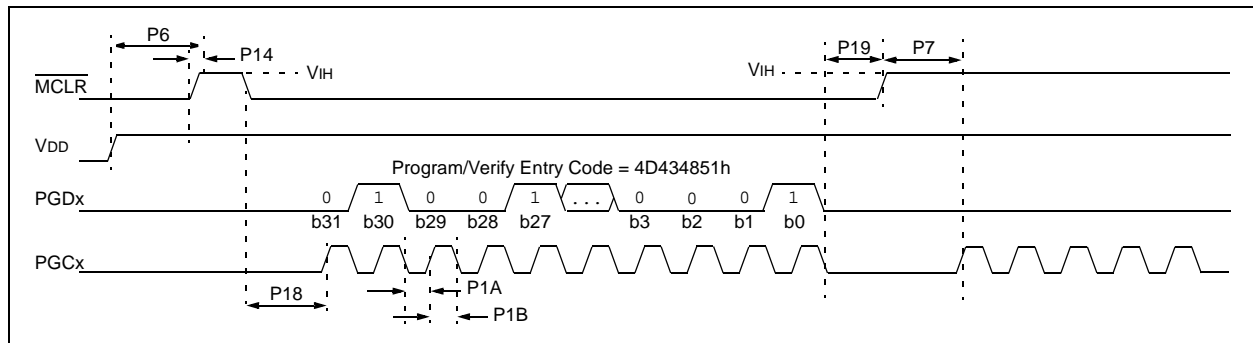 P6
P14
P19
P7
VIH
VIH
MCLR
VDD
Program/Verify Entry Code = 4D434851h
PGDx
0 1 0 0 1 ... 0 0 0 1
b31 b30 b29 b28 b27 b3 b2 b1 b0
PGCx
P18
P1A
P1B